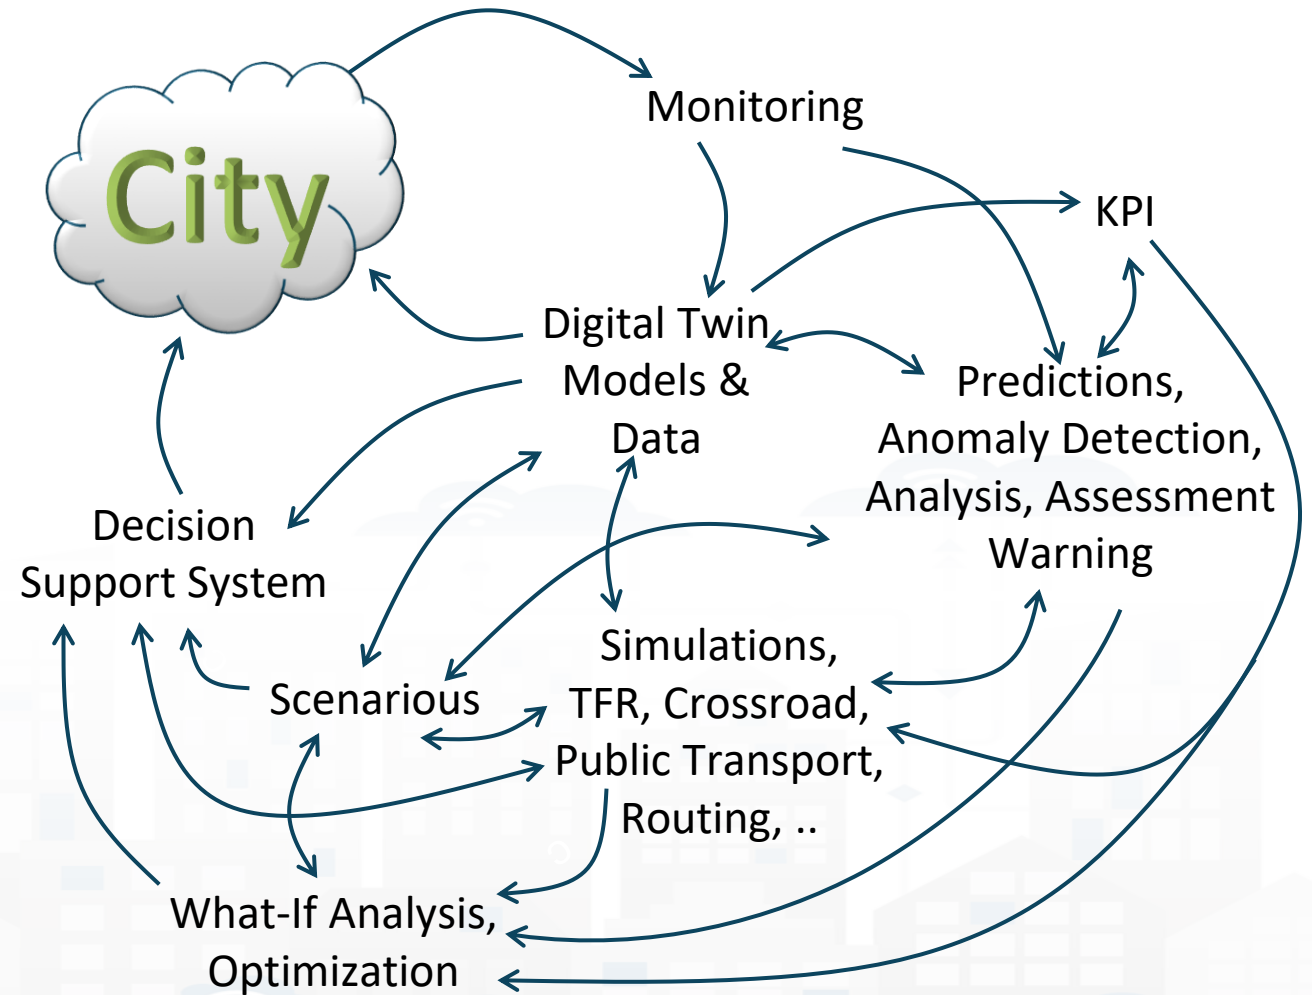 City
Monitoring
KPI
Digital Twin
Models &
Data
Predictions,
Anomaly Detection,
Analysis, Assessment
Warning
Decision
Support System
Scenarious
Simulations,
TFR, Crossroad,
Public Transport,
Routing, ..
What-If Analysis,
Optimization